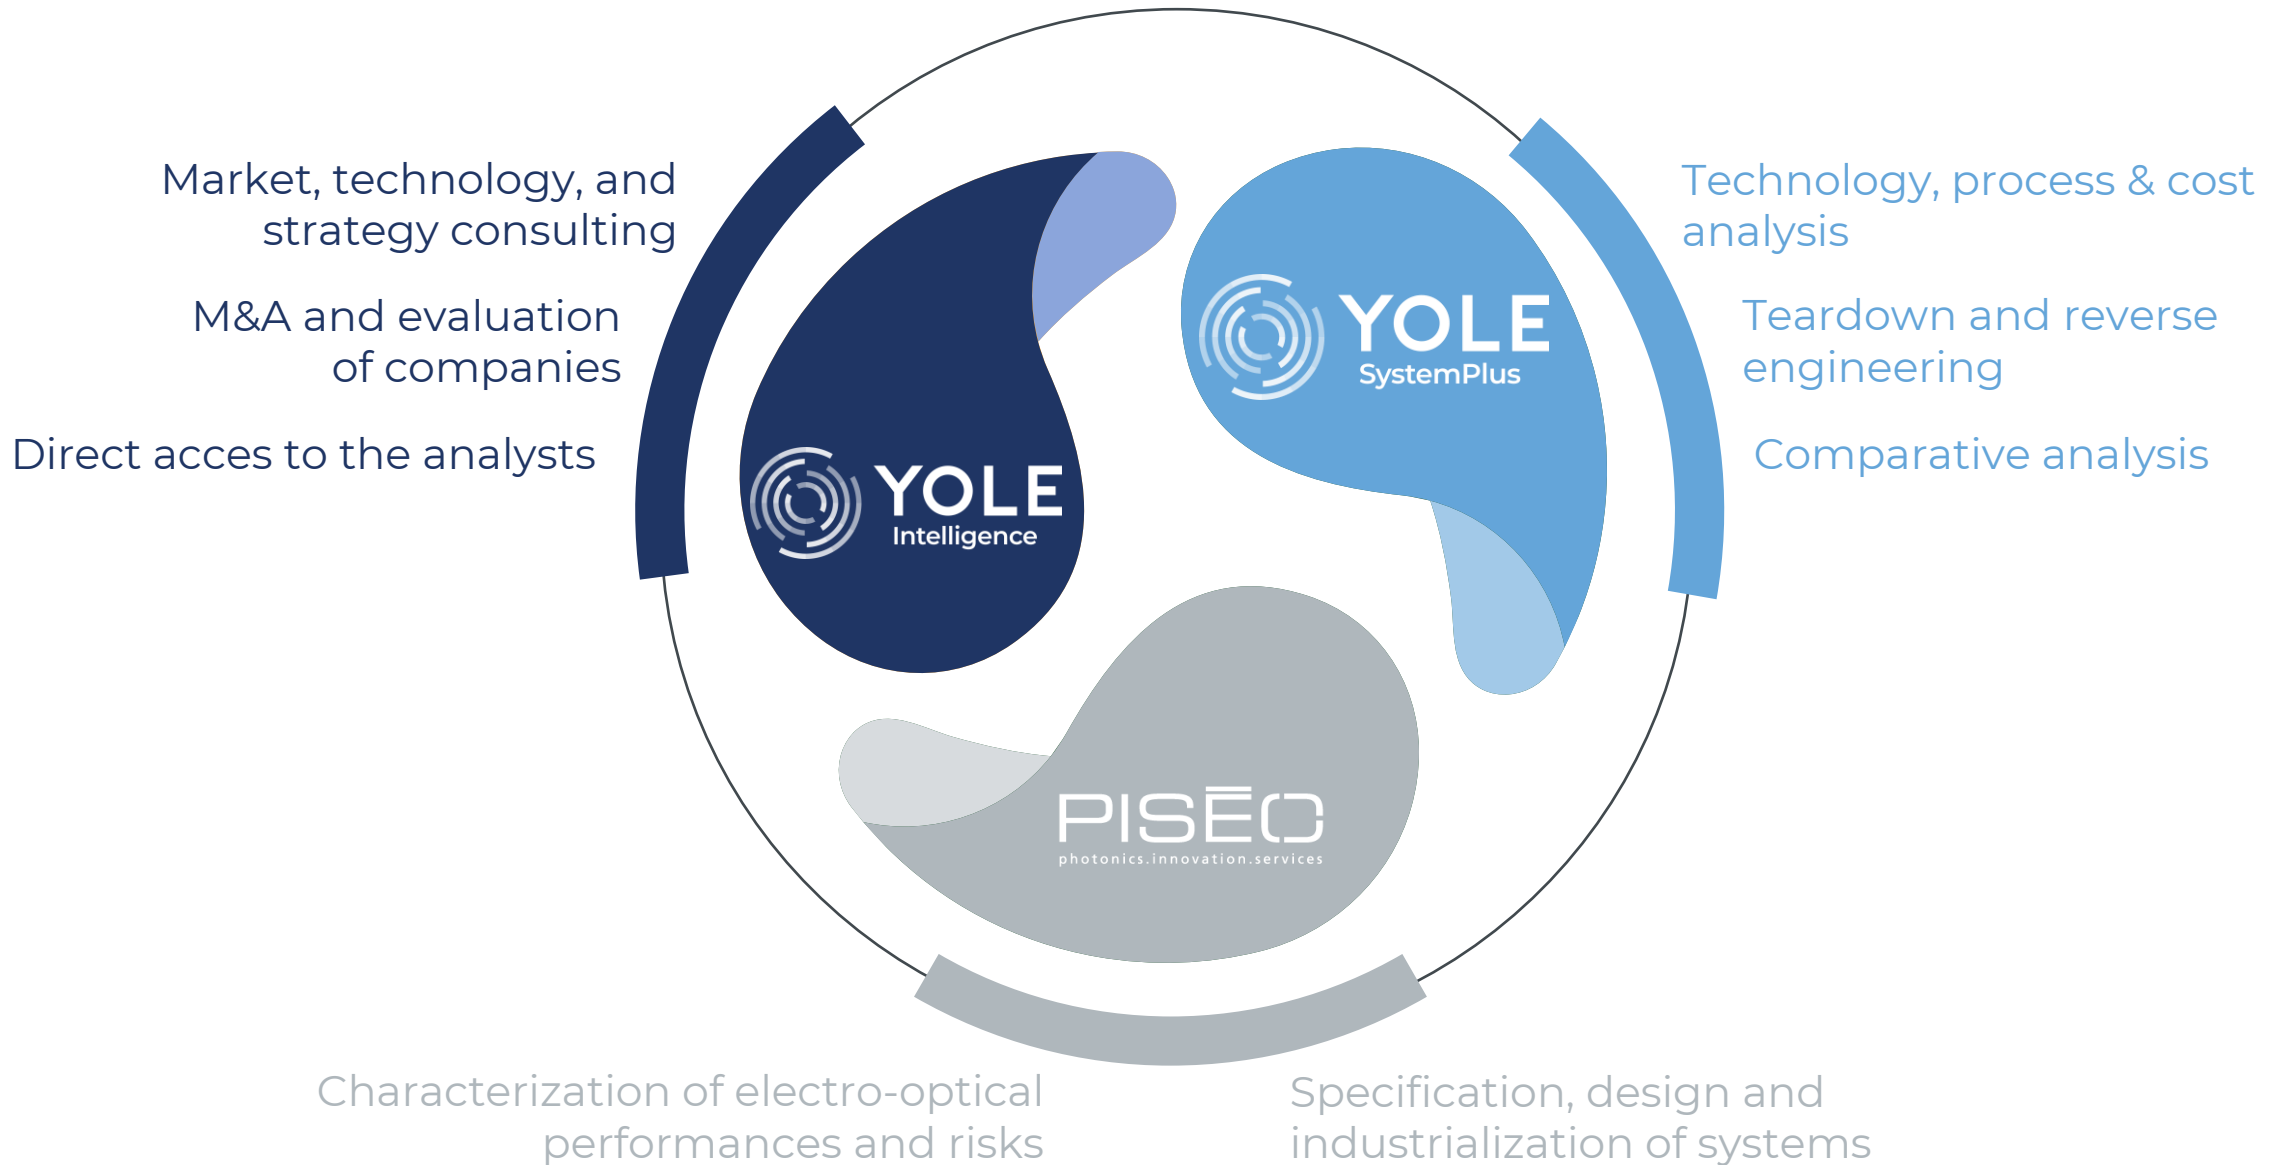 Market, technology, and
strategy consulting
M&A and evaluation
of companies
Direct acces to the analysts
YOLE
Intelligence
YOLE
SystemPlus
Technology, process & cost
analysis
Teardown and reverse
engineering
Comparative analysis
PISĒO
photonics.innovation.services
Characterization of electro-optical
performances and risks
Specification, design and
industrialization of systems